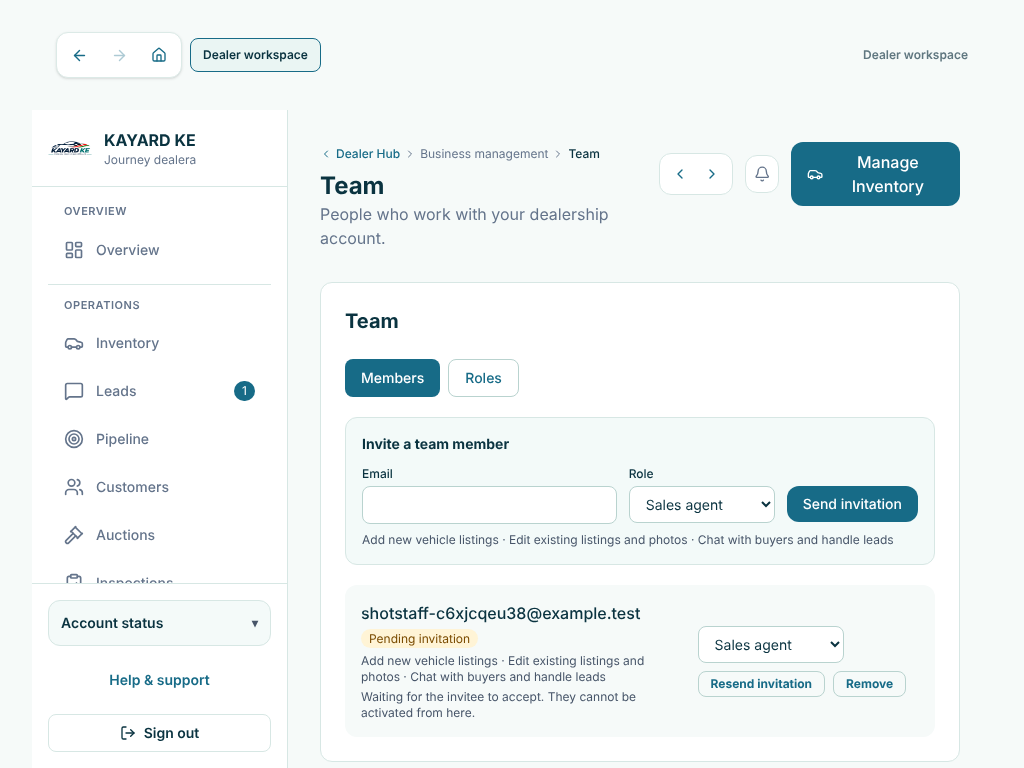 Dealer workspace
Dealer workspace
KAYARD KE
KAYARD KE
Journey dealera
OVERVIEW
Overview
OPERATIONS
Inventory
Leads
1
Pipeline
Customers
Auctions
Inspections
Account status
Help & support
Sign out
Dealer Hub
Business management
Team
Team
People who work with your dealership
account.
Manage
Inventory
Team
Members
Roles
Invite a team member
Email
Role
Sales agent
Send invitation
Add new vehicle listings · Edit existing listings and photos · Chat with buyers and handle leads
shotstaff-c6xjcqeu38@example.test
Pending invitation
Add new vehicle listings · Edit existing listings and
photos · Chat with buyers and handle leads
Waiting for the invitee to accept. They cannot be
activated from here.
Sales agent
Resend invitation
Remove